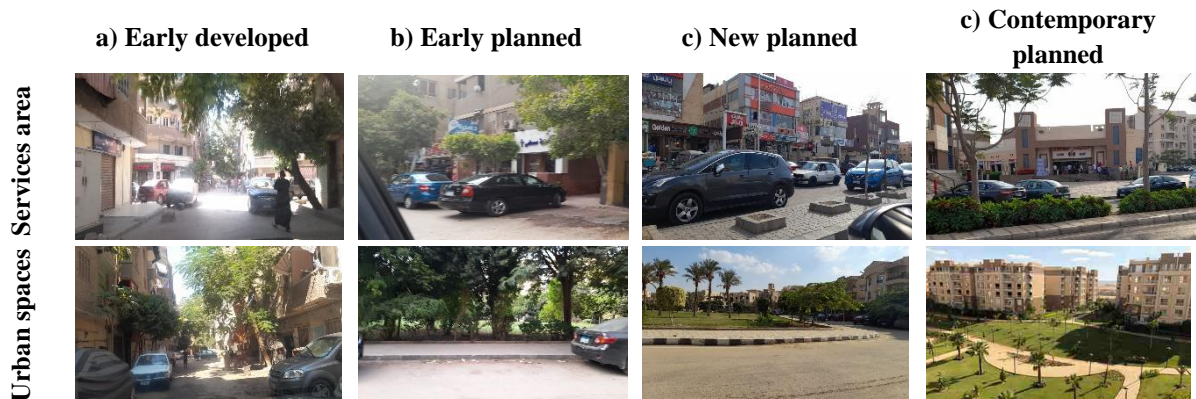 a) Early developed
b) Early planned
c) New planned
c) Contemporary
planned
Services area
Golden
Urban spaces